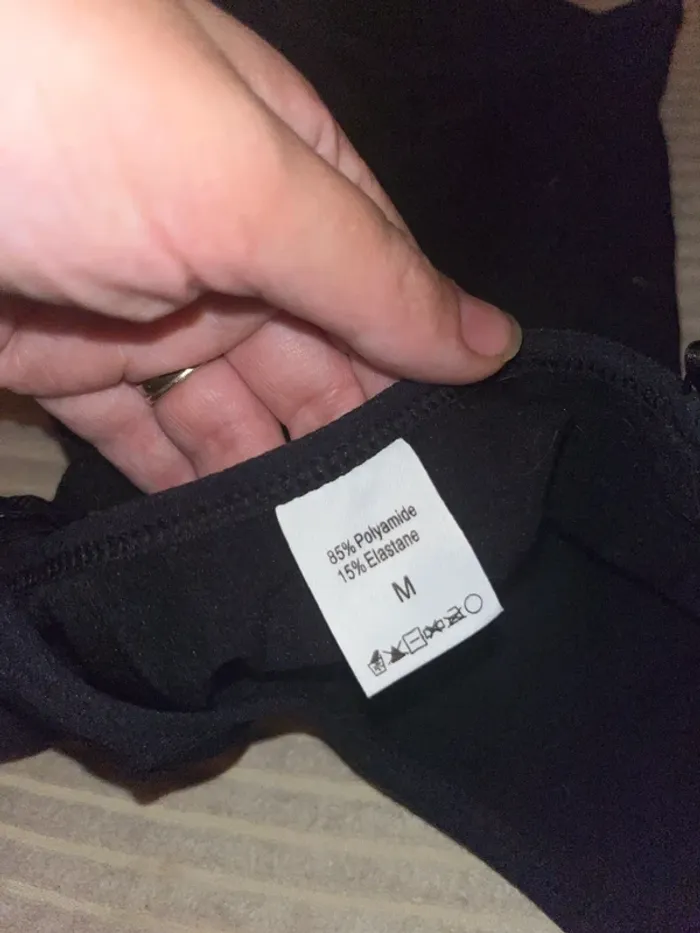 85% Polyamide
15% Elastane
M